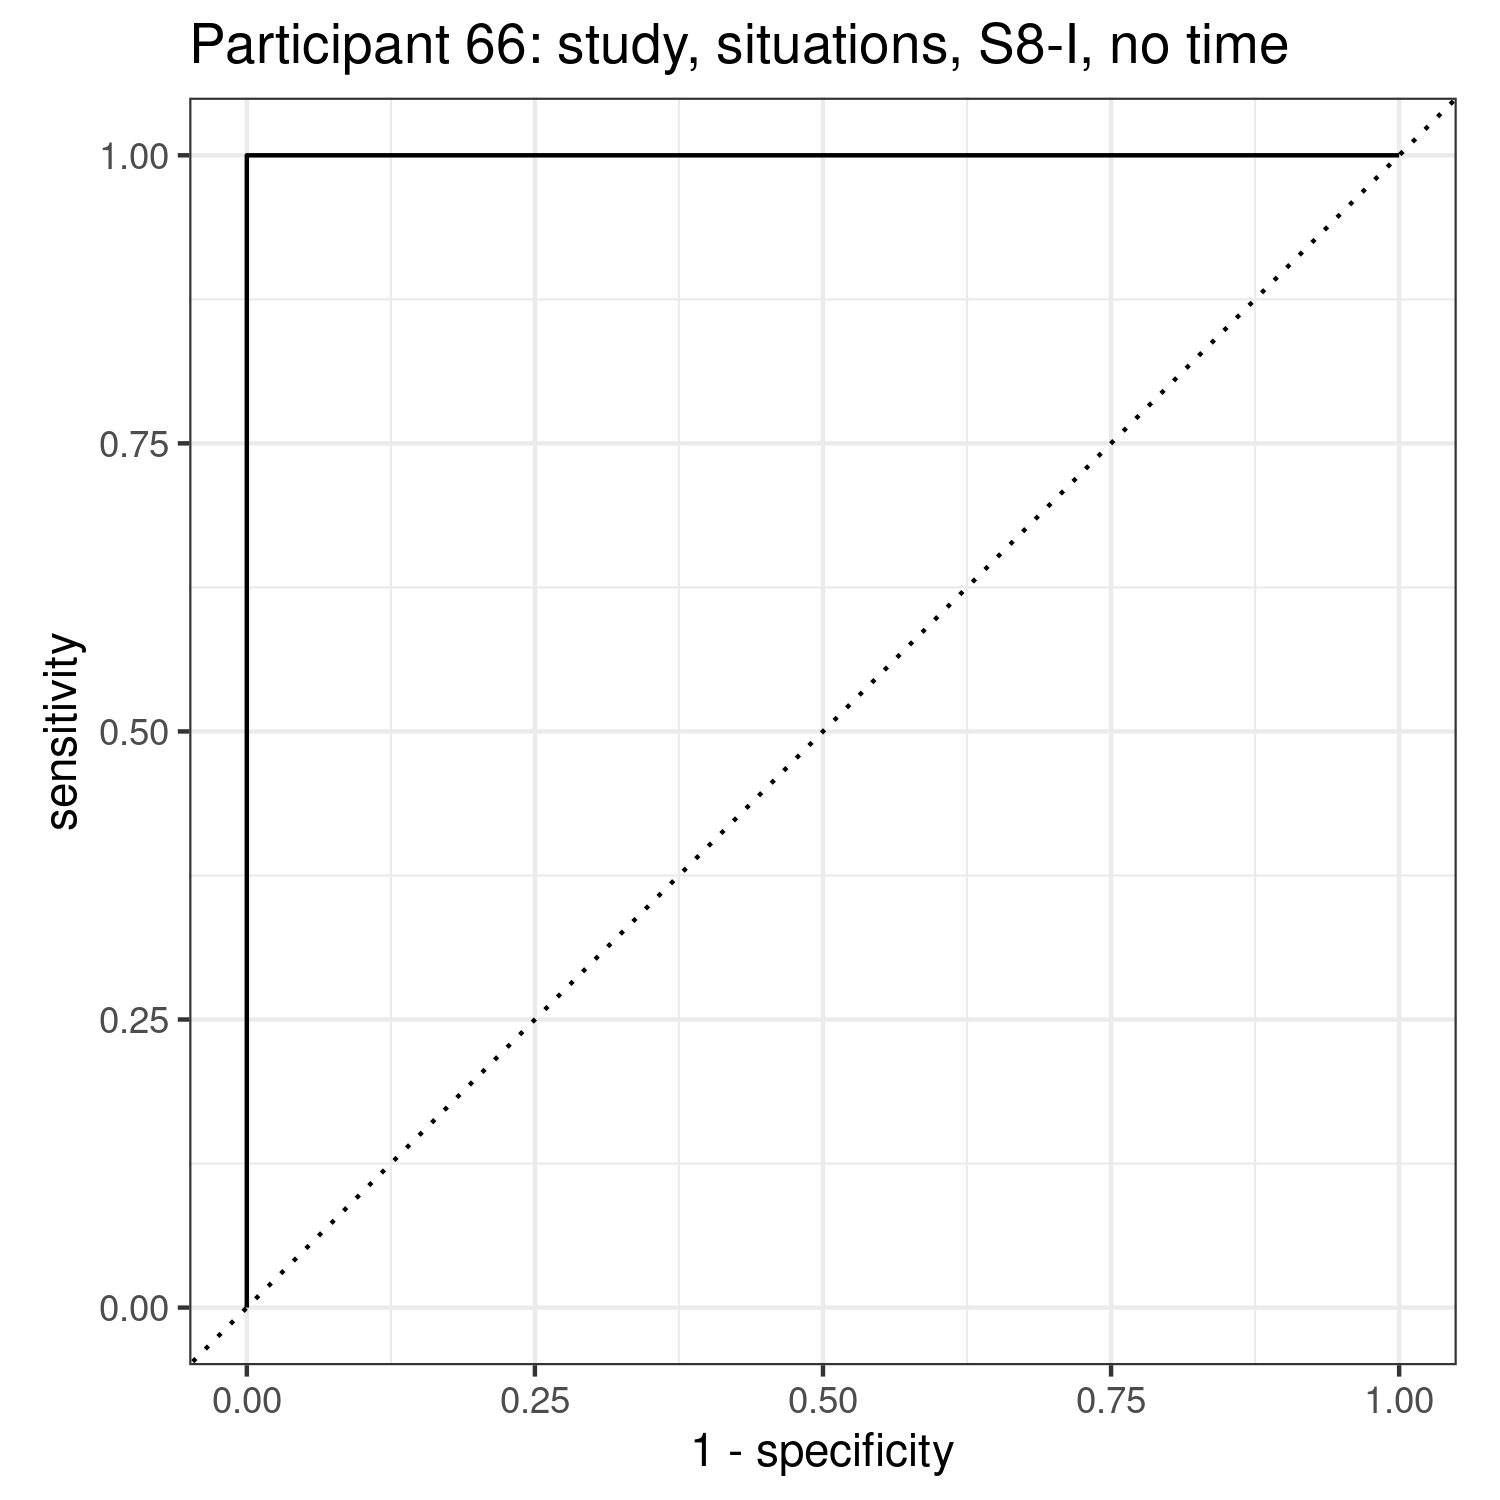 Participant 66: study, situations, S8-I, no time
1.00
0.75
0.50
0.25
0.00
sensitivity
0.00 0.25 0.50 0.75 1.00
1 - specificity